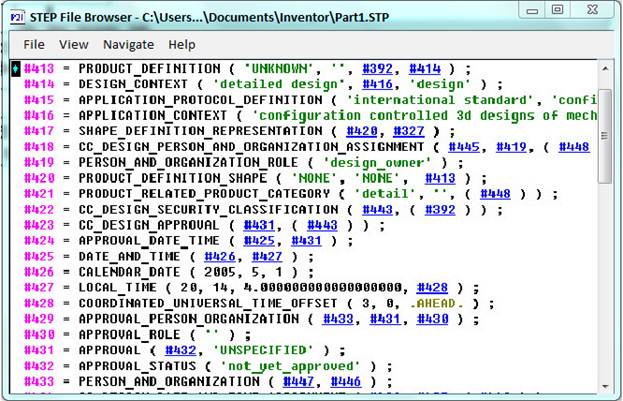 STEP File Browser - C:\Users...\Documents\Inventor\Part1.STP
File View Navigate Help
#413 = PRODUCT_DEFINITION ( 'UNKNOWN', '', #392, #414 ) ;
#414 = DESIGN_CONTEXT ( 'detailed design', #416, 'design' ) ;
#415 = APPLICATION_PROTOCOL_DEFINITION ( 'international standard', 'confi
#416 = APPLICATION_CONTEXT ( 'configuration controlled 3d designs of mech
#417 = SHAPE_DEFINITION_REPRESENTATION ( #420, #327 ) ;
#418 = CC_DESIGN_PERSON_AND_ORGANIZATION_ASSIGNMENT ( #445, #419, ( #448
#419 = PERSON_AND_ORGANIZATION_ROLE ( 'design_owner' ) ;
#420 = PRODUCT_DEFINITION_SHAPE ( 'NONE', 'NONE', #413 ) ;
#421 = PRODUCT_RELATED_PRODUCT_CATEGORY ( 'detail', '', ( #448 ) ) ;
#422 = CC_DESIGN_SECURITY_CLASSIFICATION ( #443, ( #392 ) ) ;
#423 = CC_DESIGN_APPROVAL ( #431, ( #443 ) ) ;
#424 = APPROVAL_DATE_TIME ( #425, #431 ) ;
#425 = DATE_AND_TIME ( #426, #427 ) ;
#426 = CALENDAR_DATE ( 2005, 5, 1 ) ;
#427 = LOCAL_TIME ( 20, 14, 4.000000000000000000, #428 ) ;
#428 = COORDINATED_UNIVERSAL_TIME_OFFSET ( 3, 0, .AHEAD. ) ;
#429 = APPROVAL_PERSON_ORGANIZATION ( #433, #431, #430 ) ;
#430 = APPROVAL_ROLE ( '' ) ;
#431 = APPROVAL ( #432, 'UNSPECIFIED' ) ;
#432 = APPROVAL_STATUS ( 'not_yet_approved' ) ;
#433 = PERSON_AND_ORGANIZATION ( #447, #446 ) ;